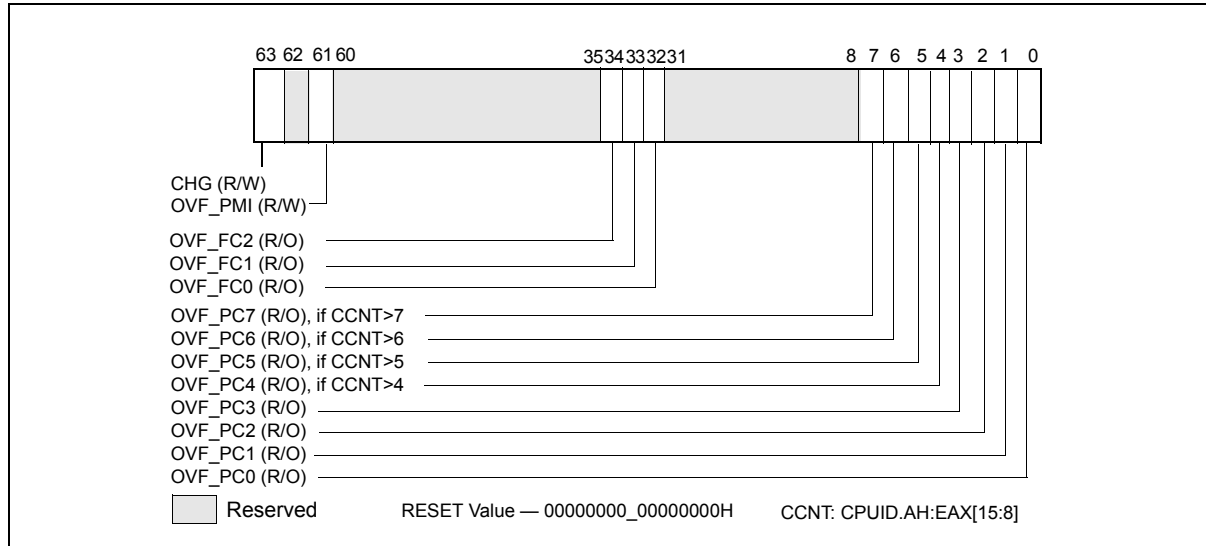 63 62 61 60 35 34 33 32 31 8 7 6 5 4 3 2 1 0
CHG (R/W)
OVF_PMI (R/W)
OVF_FC2 (R/O)
OVF_FC1 (R/O)
OVF_FC0 (R/O)
OVF_PC7 (R/O), if CCNT>7
OVF_PC6 (R/O), if CCNT>6
OVF_PC5 (R/O), if CCNT>5
OVF_PC4 (R/O), if CCNT>4
OVF_PC3 (R/O)
OVF_PC2 (R/O)
OVF_PC1 (R/O)
OVF_PC0 (R/O)
Reserved RESET Value — 00000000_00000000H CCNT: CPUID.AH:EAX[15:8]